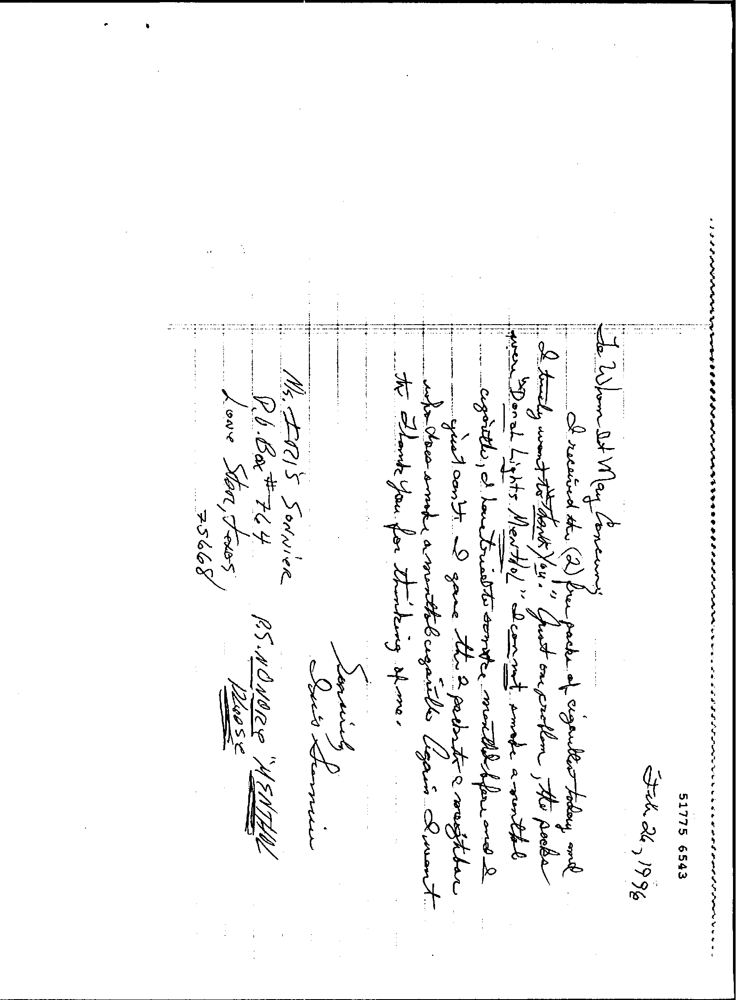 51775 6543
Feb 26, 1996
To Whom It May Concern;
I received the (2) free packs of cigarettes today and
I truly want to "Thank You." Just one problem, the packs
were "Doral Lights Menthol" I cannot smoke a menthol
cigarette, I have tried to smoke menthol before and I
just can't. I gave the 2 packs to a neighbor
who does smoke a menthol cigarette. Again I want
to Thank you for thinking of me.
Sincerely
Iris Sonnier
Ms. IRIS SONNIER
P.O. Box #764
Lone Star, Texas
75668
P.S. NO MORE "MENTHOL
Please